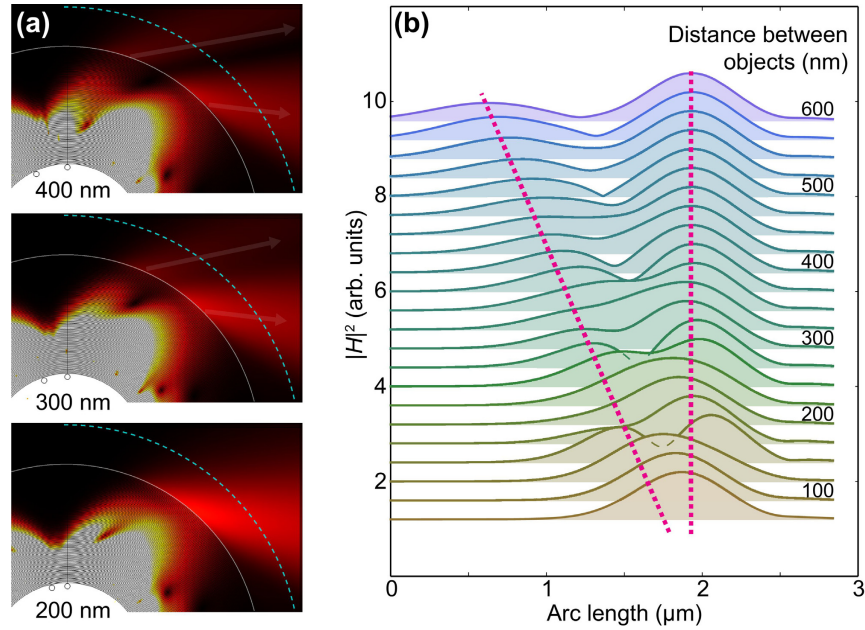 (a)
400 nm
300 nm
200 nm
(b)
Distance between
objects (nm)
600
500
400
300
200
100
10
8
6
4
2
|H|² (arb. units)
0
1
2
3
Arc length (μm)